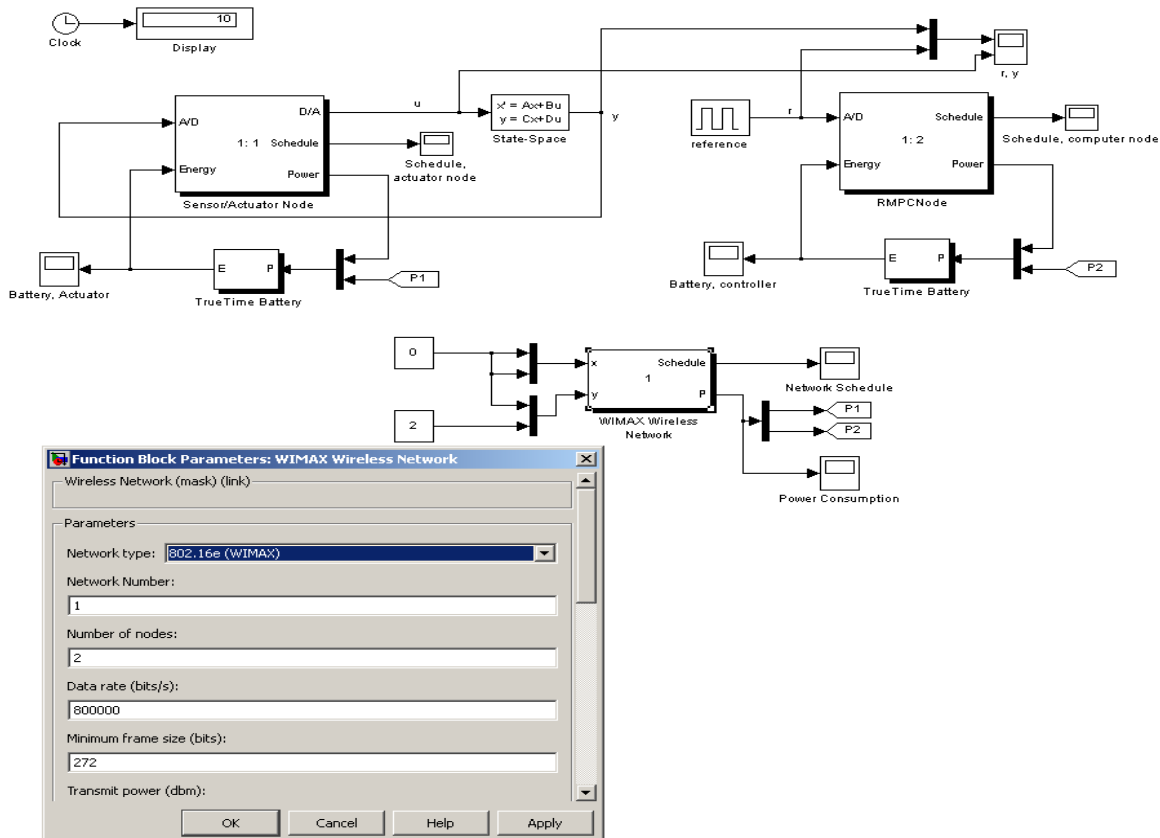 10
Clock
Display
r, y
A/D
Energy
1: 1
D/A
Schedule
Power
Sensor/Actuator Node
u
x' = Ax+Bu
y = Cx+Du
State-Space
y
Schedule,
actuator node
reference
r
A/D
Energy
1: 2
Schedule
Power
RMPCNode
Schedule, computer node
Battery, Actuator
E
P
TrueTime Battery
P1
Battery, controller
E
P
TrueTime Battery
P2
0
2
x
y
1
Schedule
P
WIMAX Wireless
Network
Network Schedule
P1
P2
Power Consumption
Function Block Parameters: WIMAX Wireless Network
Wireless Network (mask) (link)
Parameters
Network type: 802.16e (WIMAX)
Network Number:
1
Number of nodes:
2
Data rate (bits/s):
800000
Minimum frame size (bits):
272
Transmit power (dbm):
OK Cancel Help Apply